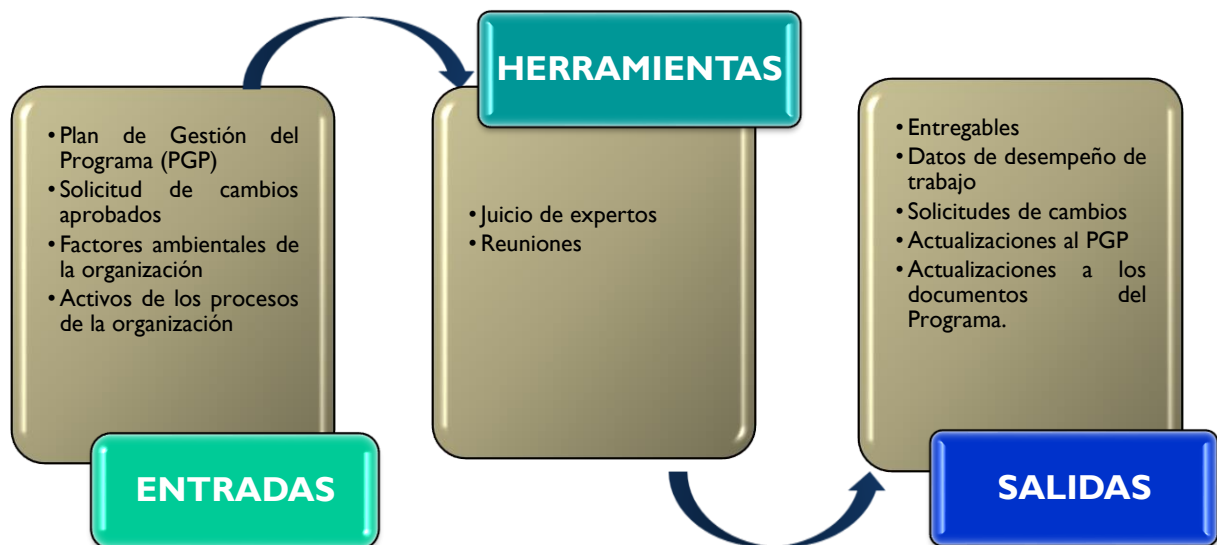 • Plan de Gestión del
Programa (PGP)
• Solicitud de cambios
aprobados
• Factores ambientales de
la organización
• Activos de los procesos
de la organización
ENTRADAS
HERRAMIENTAS
• Juicio de expertos
• Reuniones
• Entregables
• Datos de desempeño de
trabajo
• Solicitudes de cambios
• Actualizaciones al PGP
• Actualizaciones a los
documentos del
Programa.
SALIDAS